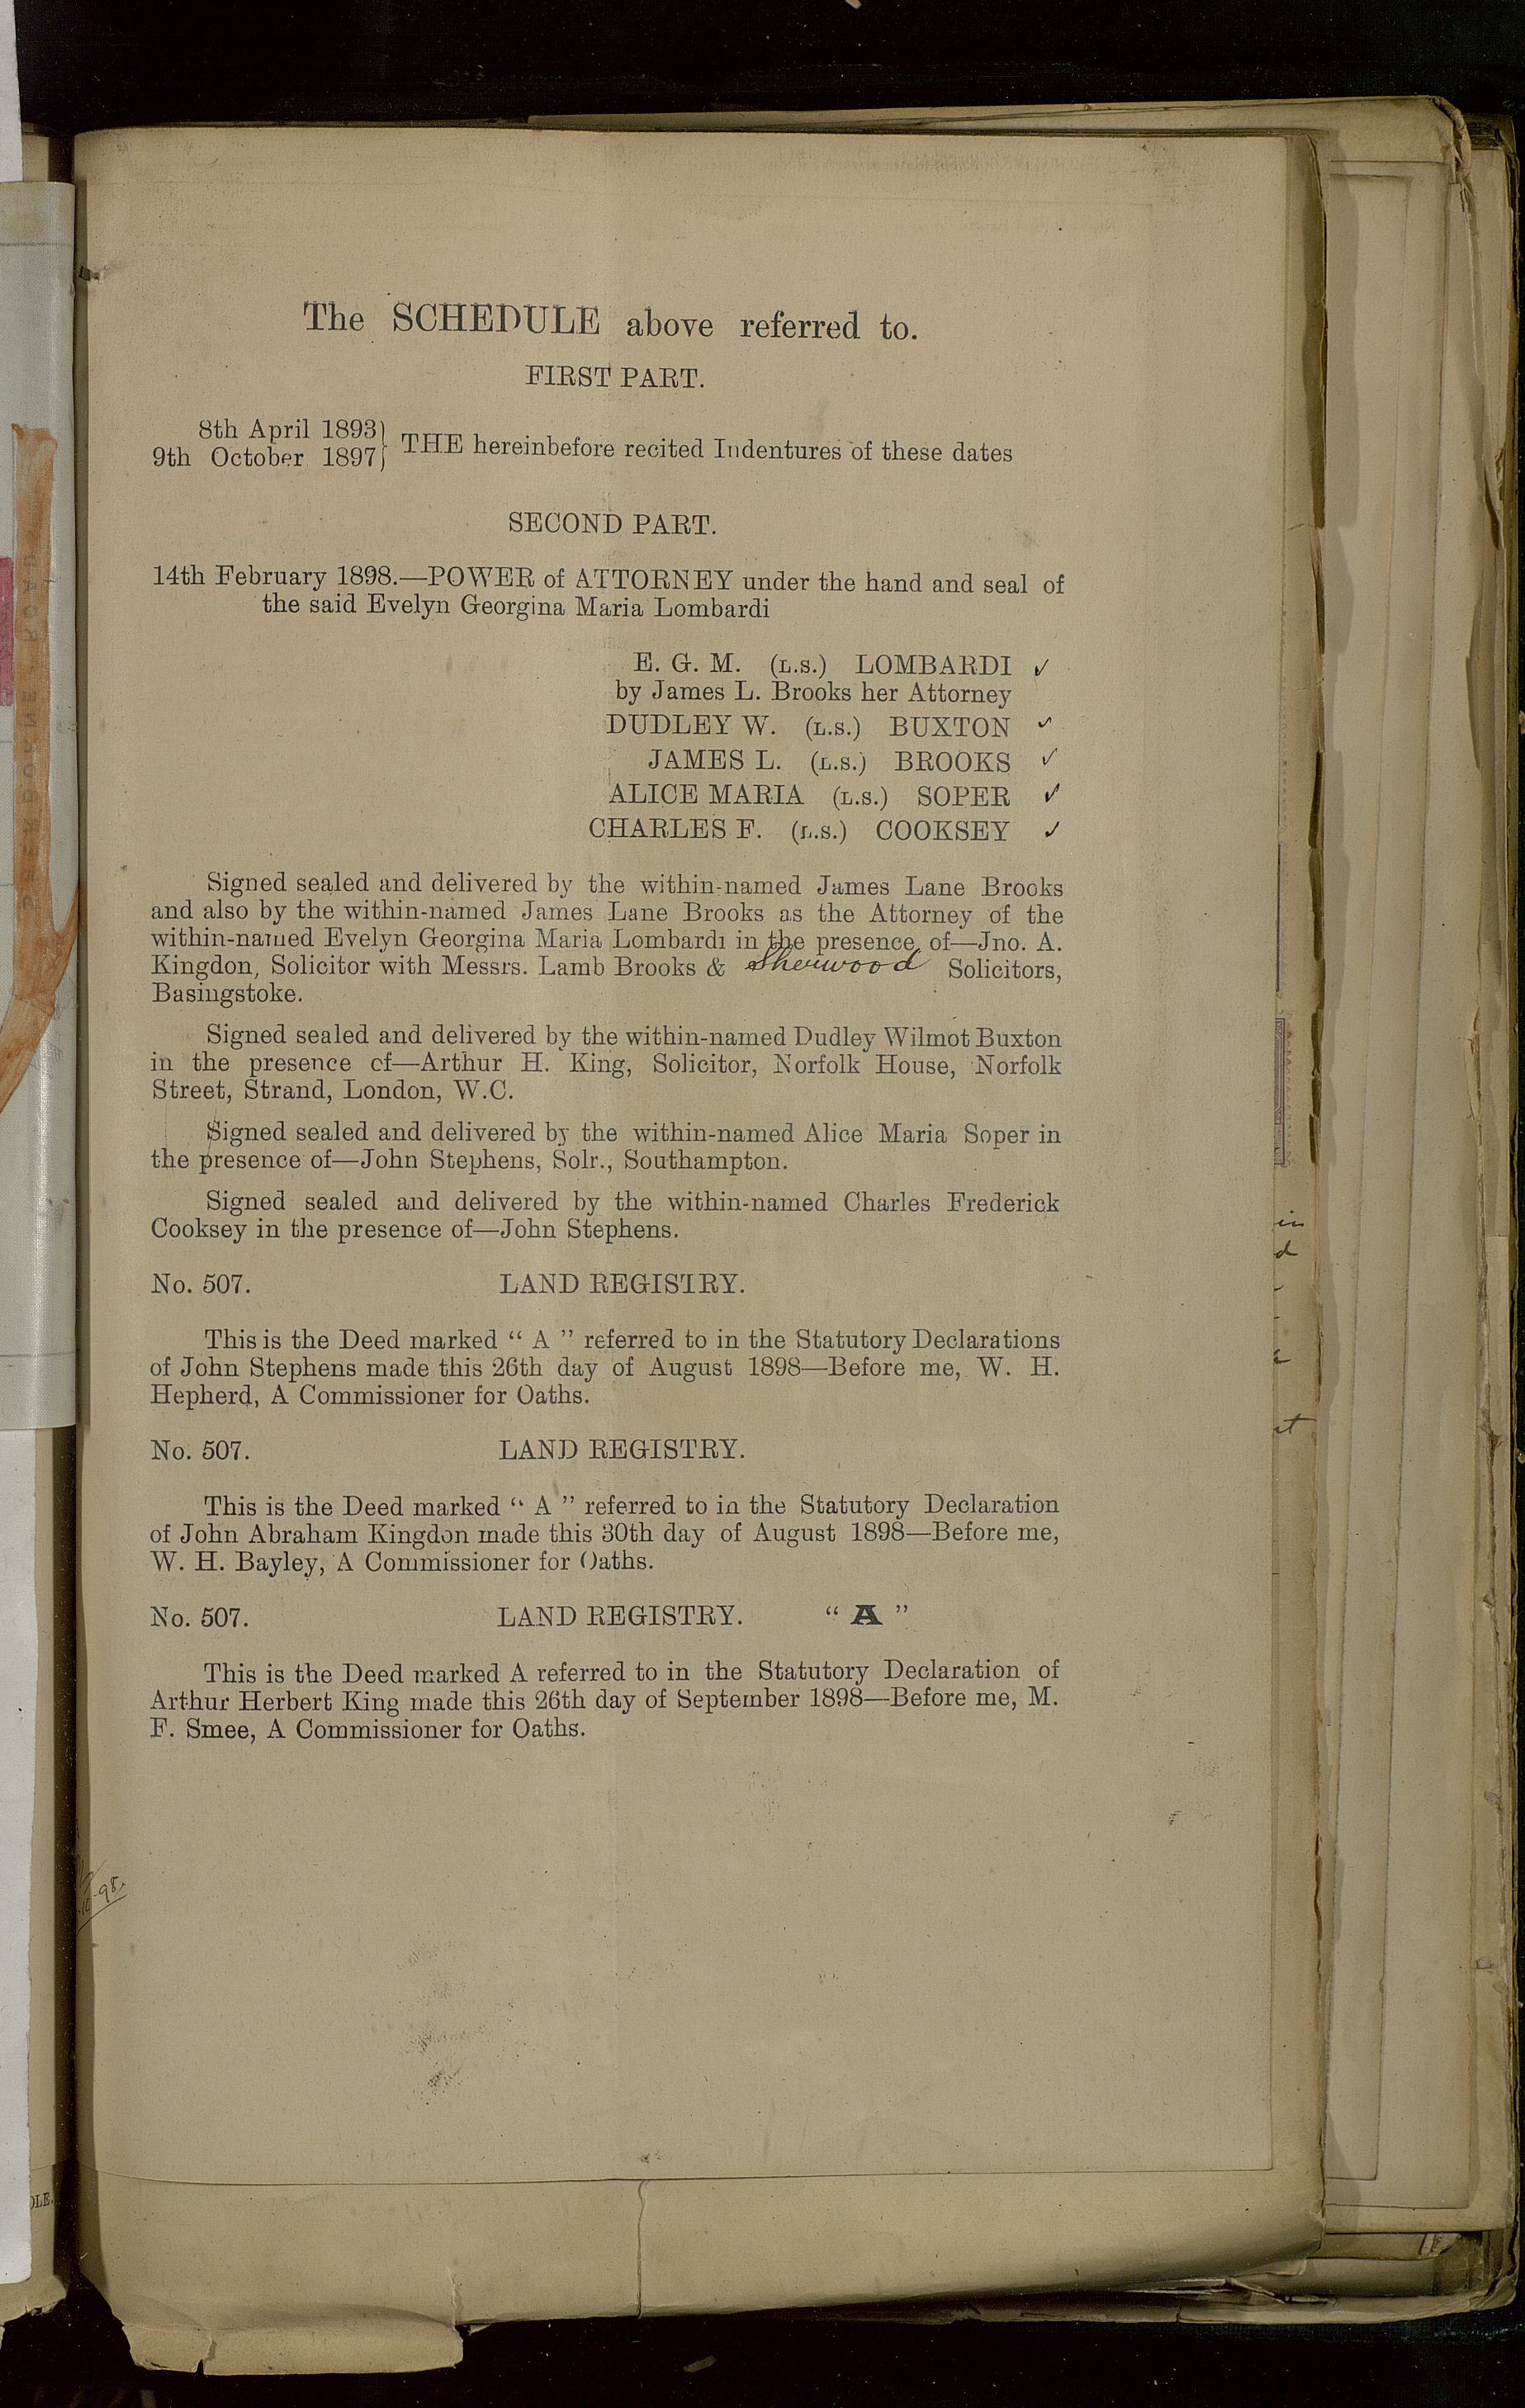 The SCHEDULE above referred to.
FIRST PART.
8th April 1893
9th October 1897
THE hereinbefore recited Indentures of these dates
SECOND PART.
14th February 1898.—POWER of ATTORNEY under the hand and seal of
the said Evelyn Georgina Maria Lombardi
E. G. M. (L.S.) LOMBARDI ✓
by James L. Brooks her Attorney
DUDLEY W. (L.S.) BUXTON ✓
JAMES L. (L.S.) BROOKS ✓
ALICE MARIA (L.S.) SOPER ✓
CHARLES F. (L.S.) COOKSEY ✓
Signed sealed and delivered by the within-named James Lane Brooks
and also by the within-named James Lane Brooks as the Attorney of the
within-named Evelyn Georgina Maria Lombardi in the presence of—Jno. A.
Kingdon, Solicitor with Messrs. Lamb Brooks & Sherwood Solicitors,
Basingstoke.
Signed sealed and delivered by the within-named Dudley Wilmot Buxton
in the presence of—Arthur H. King, Solicitor, Norfolk House, Norfolk
Street, Strand, London, W.C.
Signed sealed and delivered by the within-named Alice Maria Soper in
the presence of—John Stephens, Solr., Southampton.
Signed sealed and delivered by the within-named Charles Frederick
Cooksey in the presence of—John Stephens.
No. 507. LAND REGISTRY.
This is the Deed marked “ A ” referred to in the Statutory Declarations
of John Stephens made this 26th day of August 1898—Before me, W. H.
Hepherd, A Commissioner for Oaths.
No. 507. LAND REGISTRY.
This is the Deed marked “ A ” referred to in the Statutory Declaration
of John Abraham Kingdon made this 30th day of August 1898—Before me,
W. H. Bayley, A Commissioner for Oaths.
No. 507. LAND REGISTRY. “ A ”
This is the Deed marked A referred to in the Statutory Declaration of
Arthur Herbert King made this 26th day of September 1898—Before me, M.
F. Smee, A Commissioner for Oaths.